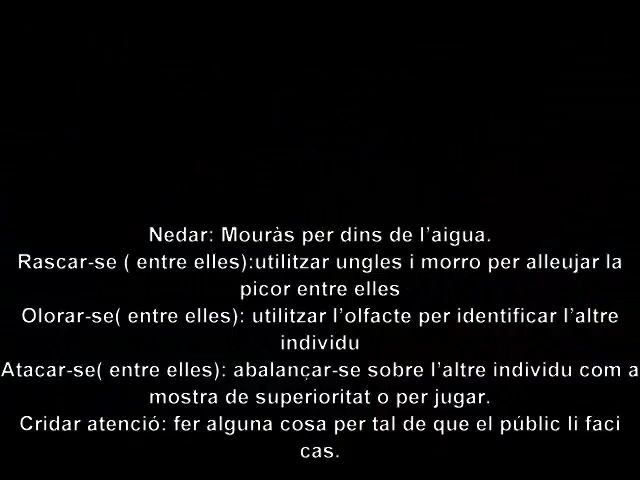 Nedar: Mouràs per dins de l'aigua.
Rascar-se ( entre elles):utilitzar ungles i morro per alleujar la
picor entre elles
Olorar-se( entre elles): utilitzar l'olfacte per identificar l'altre
individu
Atacar-se( entre elles): abalançar-se sobre l'altre individu com a
mostra de superioritat o per jugar.
Cridar atenció: fer alguna cosa per tal de que el públic li faci
cas.